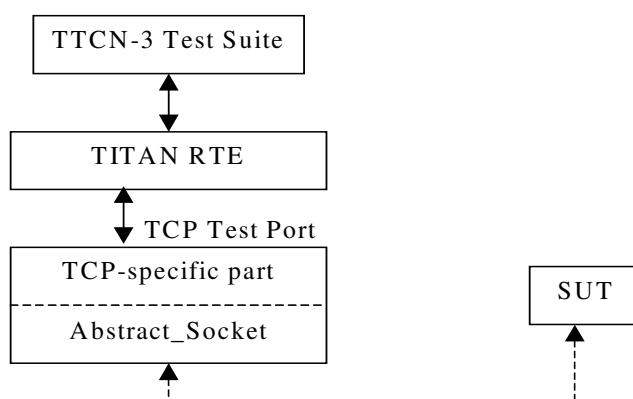 TTCN-3 Test Suite
TITAN RTE
TCP Test Port
TCP-specific part
SUT
Abstract_Socket